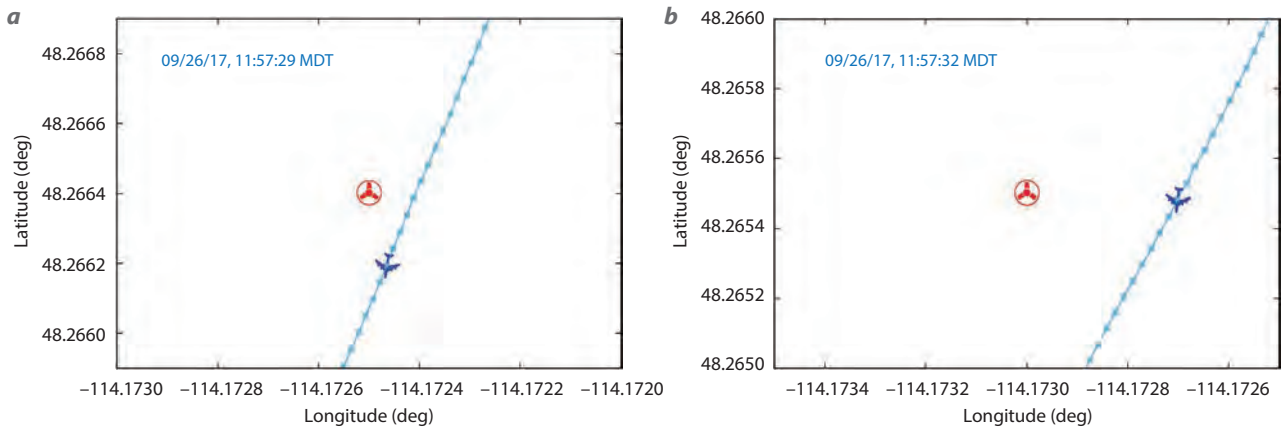 a
09/26/17, 11:57:29 MDT
48.2668
48.2666
48.2664
48.2662
48.2660
Latitude (deg)
−114.1730 −114.1728 −114.1726 −114.1724 −114.1722 −114.1720
Longitude (deg)
b
09/26/17, 11:57:32 MDT
48.2660
48.2658
48.2656
48.2654
48.2652
48.2650
Latitude (deg)
−114.1734 −114.1732 −114.1730 −114.1728 −114.1726
Longitude (deg)